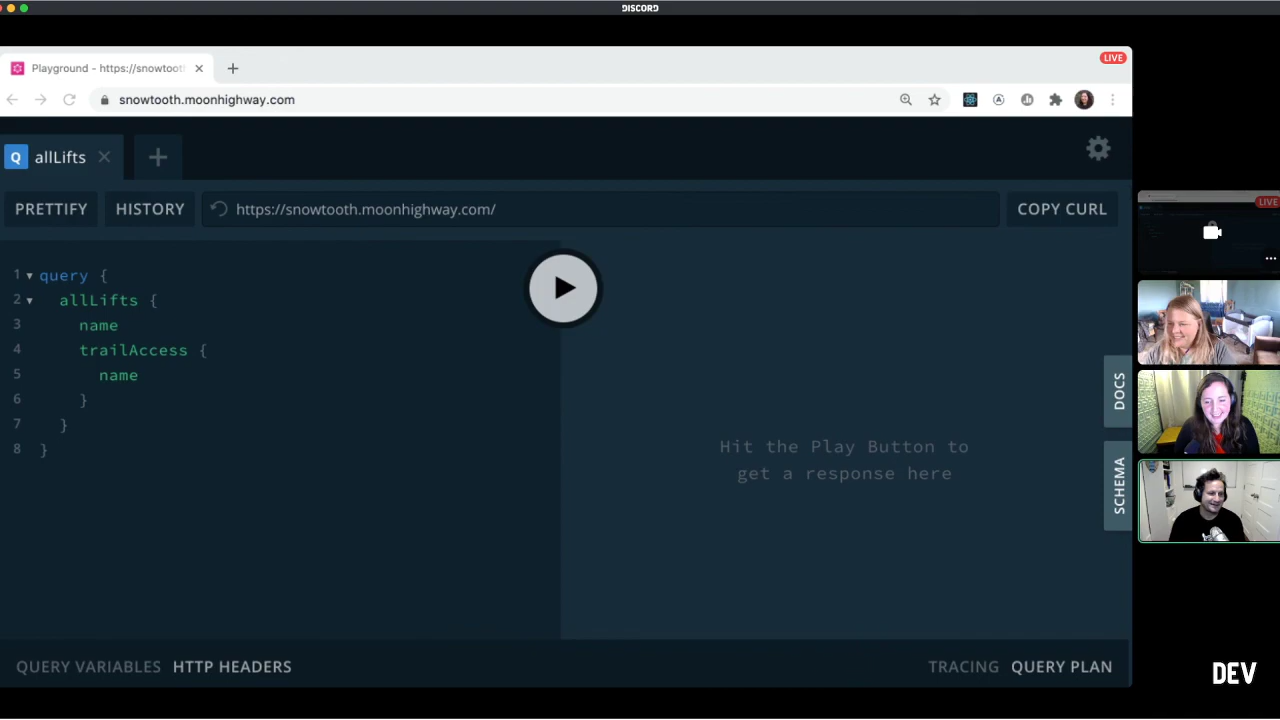 DISCORD
Playground - https://snowtoot
LIVE
snowtooth.moonhighway.com
Q allLifts
PRETTIFY HISTORY https://snowtooth.moonhighway.com/ COPY CURL
LIVE
1 query {
2 allLifts {
3 name
4 trailAccess {
5 name
6 }
7 }
8 }
Hit the Play Button to
get a response here
DOCS
SCHEMA
QUERY VARIABLES HTTP HEADERS TRACING QUERY PLAN
DEV